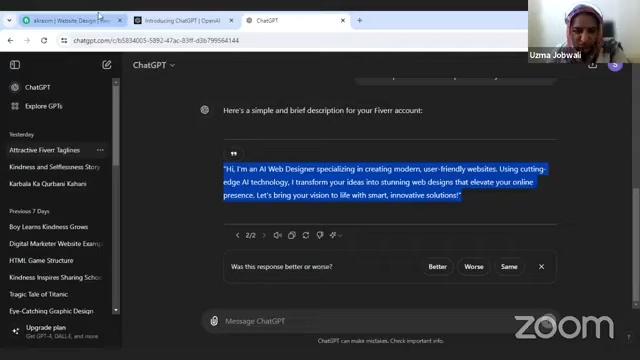 akraxm | Website Design |
Introducing ChatGPT | OpenAI
ChatGPT
chatgpt.com/c/b5834005-5892-47ac-83ff-d3b799564144
Uzma Jobwali
ChatGPT
ChatGPT
Explore GPTs
Yesterday
Attractive Fiverr Taglines
Kindness and Selflessness Story
Karbala Ka Qurbani Kahani
Previous 7 Days
Boy Learns Kindness Grows
Digital Marketer Website Examp
HTML Game Structure
Kindness Inspires Sharing Stars
Tragic Tale of Titanic
Eye-Catching Graphic Design
Upgrade plan
Get GPT-4, DALL·E, and more
Here's a simple and brief description for your Fiverr account:
"Hi, I'm an AI Web Designer specializing in creating modern, user-friendly websites. Using cutting-
edge AI technology, I transform your ideas into stunning web designs that elevate your online
presence. Let's bring your vision to life with smart, innovative solutions!"
2/2
Was this response better or worse?
Better
Worse
Same
Message ChatGPT
ChatGPT can make mistakes. Check important info.
zoom
S